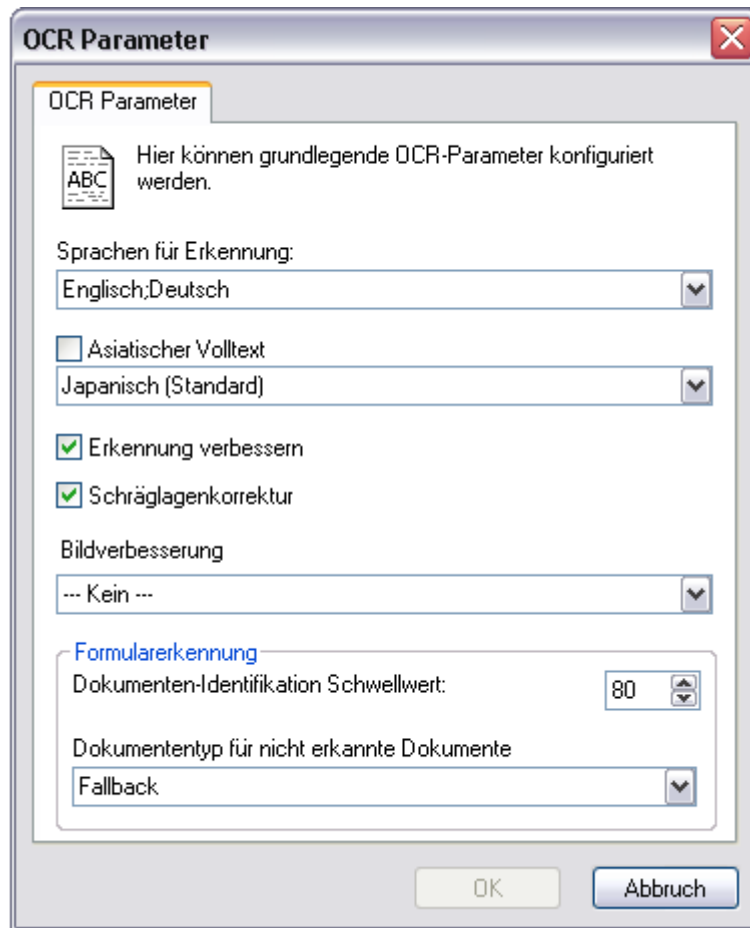 OCR Parameter
OCR Parameter
ABC
Hier können grundlegende OCR-Parameter konfiguriert
werden.
Sprachen für Erkennung:
Englisch;Deutsch
Asiatischer Volltext
Japanisch (Standard)
Erkennung verbessern
Schräglagenkorrektur
Bildverbesserung
--- Kein ---
Formularerkennung
Dokumenten-Identifikation Schwellwert:
80
Dokumententyp für nicht erkannte Dokumente
Fallback
OK
Abbruch